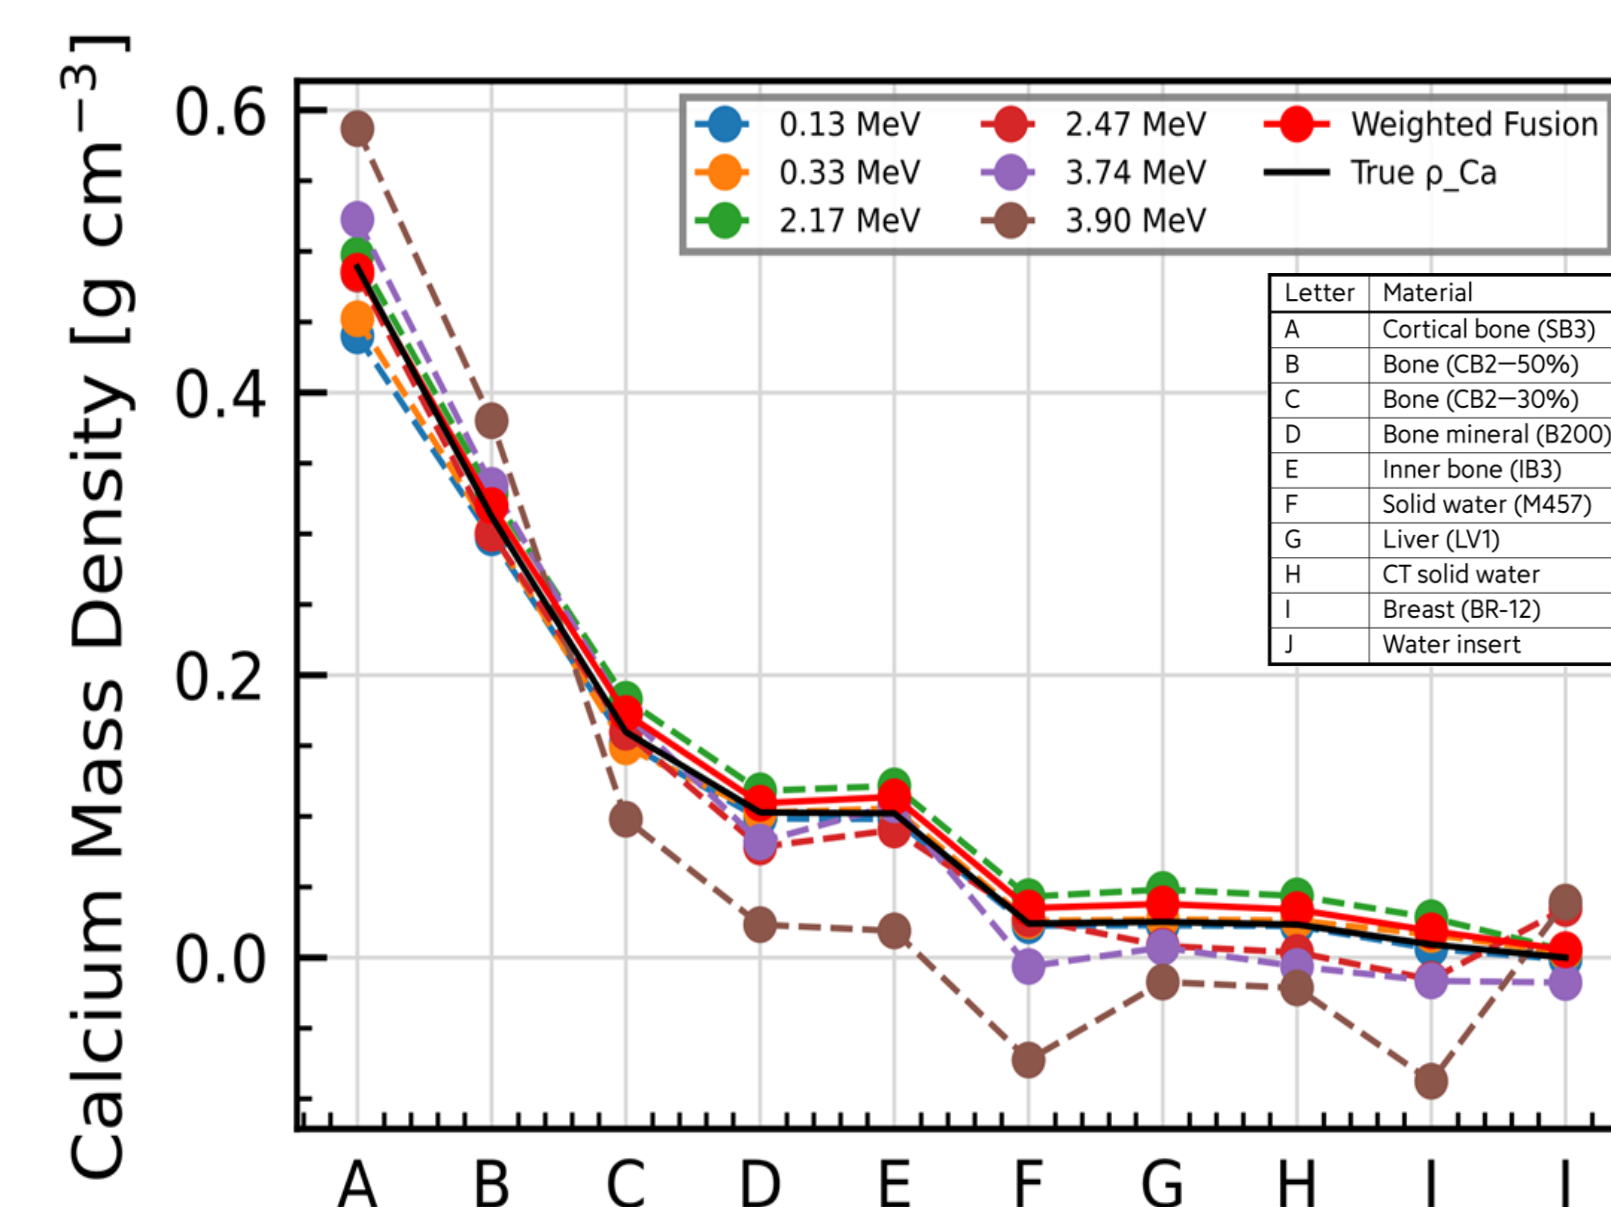 Calcium Mass Density [g cm⁻³]
0.6
0.4
0.2
0.0
0.13 MeV
0.33 MeV
2.17 MeV
2.47 MeV
3.74 MeV
3.90 MeV
Weighted Fusion
True ρ_Ca
Letter Material
A Cortical bone (SB3)
B Bone (CB2–50%)
C Bone (CB2–30%)
D Bone mineral (B200)
E Inner bone (IB3)
F Solid water (M457)
G Liver (LV1)
H CT solid water
I Breast (BR-12)
J Water insert
A B C D E F G H I